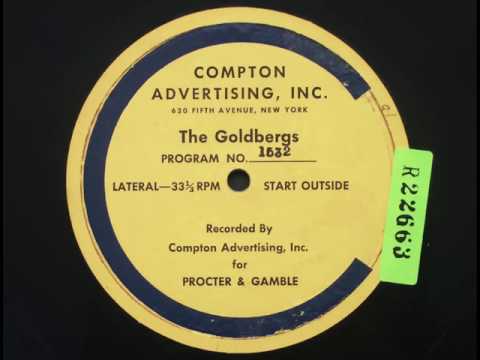 COMPTON
ADVERTISING, INC.
630 FIFTH AVENUE, NEW YORK
The Goldbergs
PROGRAM NO. 1532
LATERAL—33⅓ RPM START OUTSIDE
Recorded By
Compton Advertising, Inc.
for
PROCTER & GAMBLE
R22663